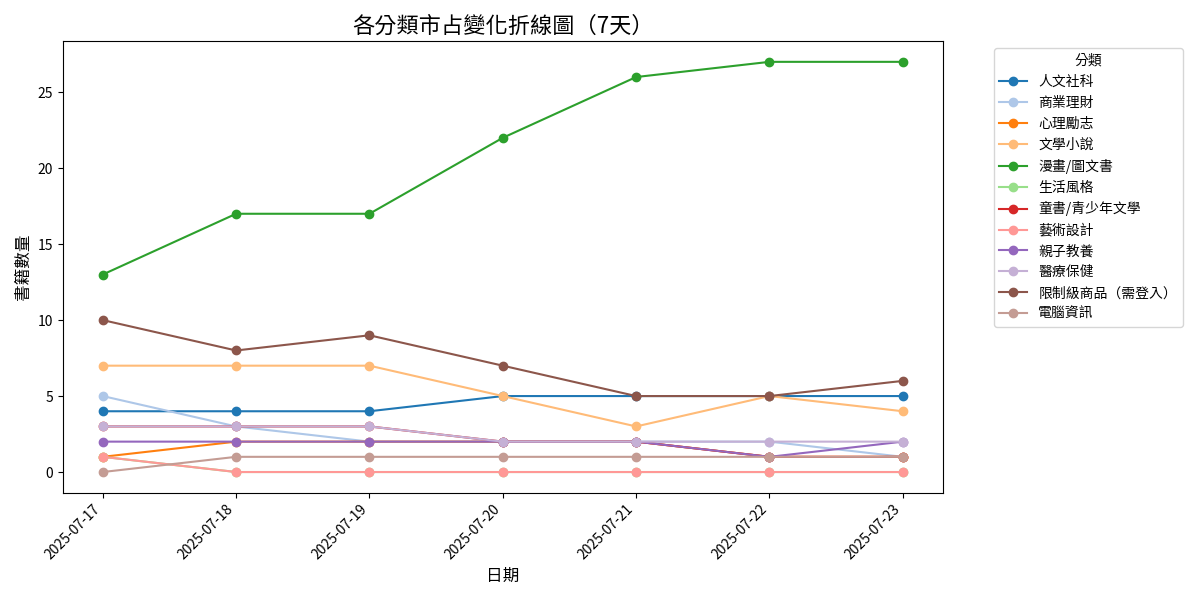 各分類市占變化折線圖（7天）
書籍數量
25
20
15
10
5
0
2025-07-17
2025-07-18
2025-07-19
2025-07-20
2025-07-21
2025-07-22
2025-07-23
日期
分類
人文社科
商業理財
心理勵志
文學小說
漫畫/圖文書
生活風格
童書/青少年文學
藝術設計
親子教養
醫療保健
限制級商品（需登入）
電腦資訊